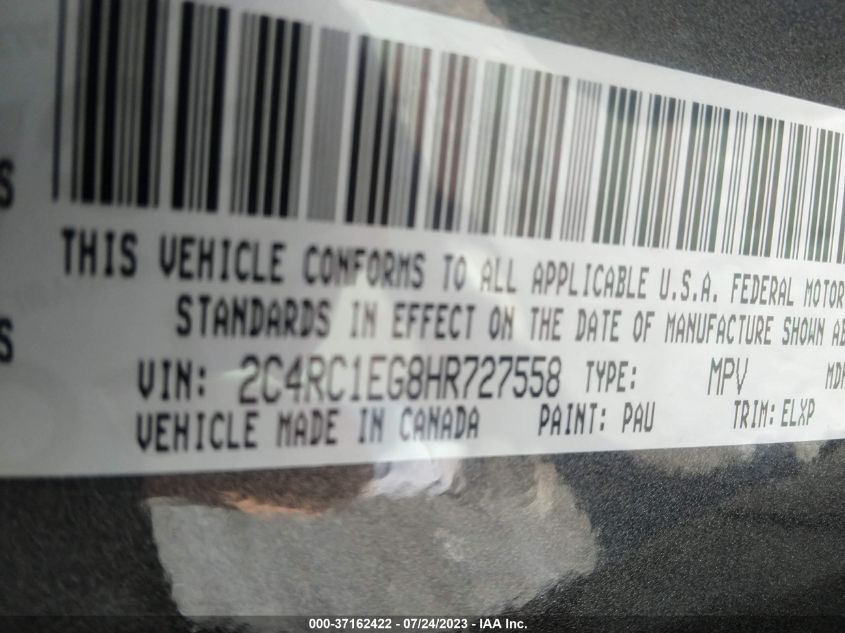 S
THIS VEHICLE CONFORMS TO ALL APPLICABLE U.S.A. FEDERAL MOTOR
STANDARDS IN EFFECT ON THE DATE OF MANUFACTURE SHOWN AB
S
VIN: 2C4RC1EG8HR727558 TYPE: MPV MDH
VEHICLE MADE IN CANADA PAINT: PAU TRIM: ELXP
000-37162422 - 07/24/2023 - IAA Inc.